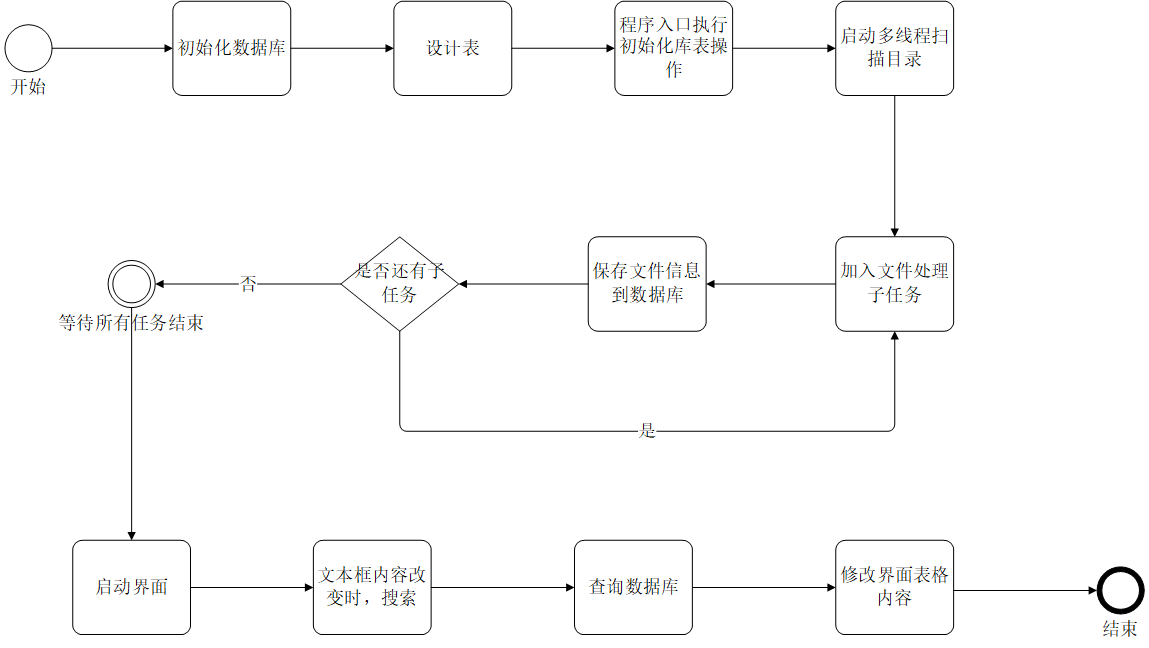 开始
初始化数据库
设计表
程序入口执行
初始化库表操
作
启动多线程扫
描目录
等待所有任务结束
否
是否还有子
任务
保存文件信息
到数据库
加入文件处理
子任务
是
启动界面
文本框内容改
变时，搜索
查询数据库
修改界面表格
内容
结束